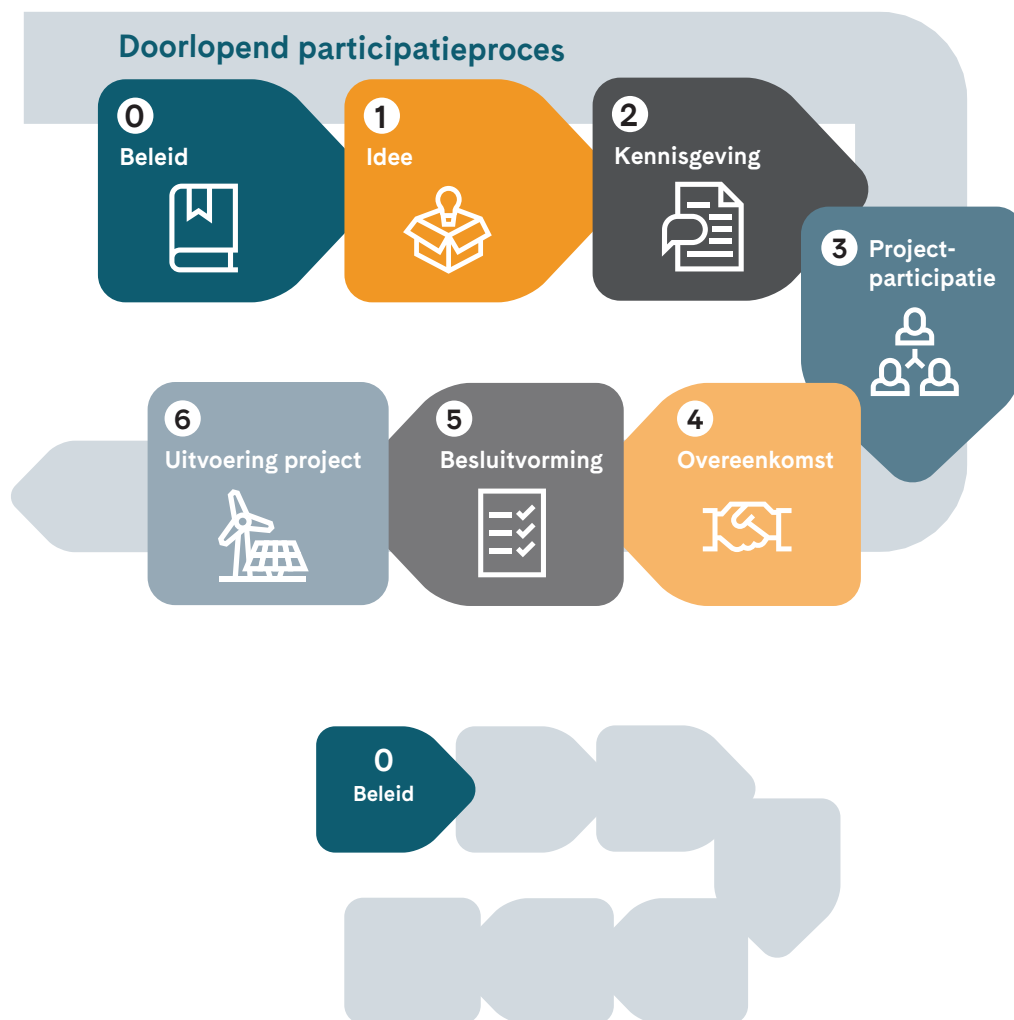 Doorlopend participatieproces
0
Beleid
1
Idee
2
Kennisgeving
3
Project-
participatie
4
Overeenkomst
5
Besluitvorming
6
Uitvoering project
0
Beleid